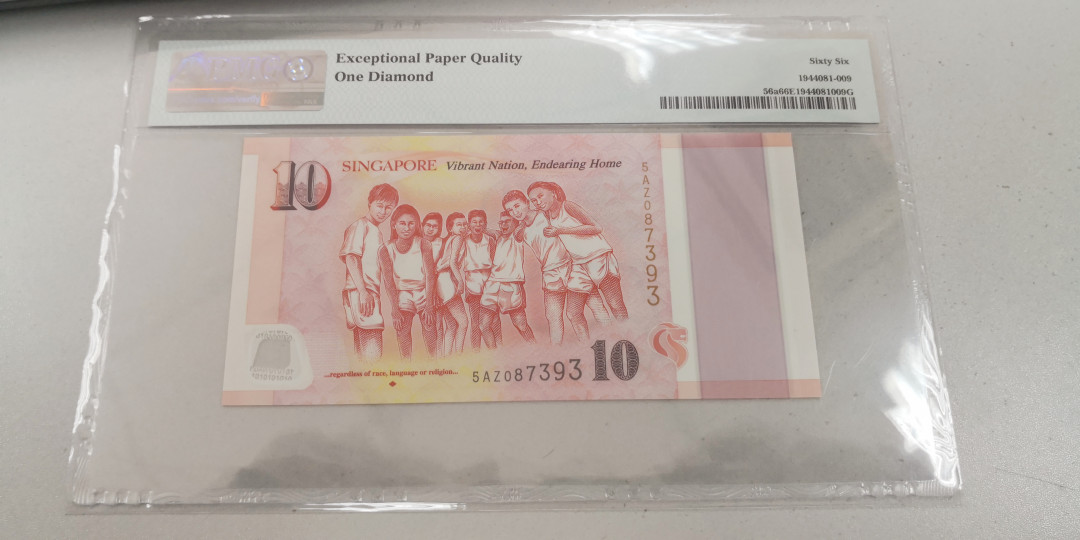 Exceptional Paper Quality
One Diamond
Sixty Six
1944081-009
56a66E1944081009G
10
SINGAPORE Vibrant Nation, Endearing Home
5AZ087393
...regardless of race, language or religion...
5AZ087393
10